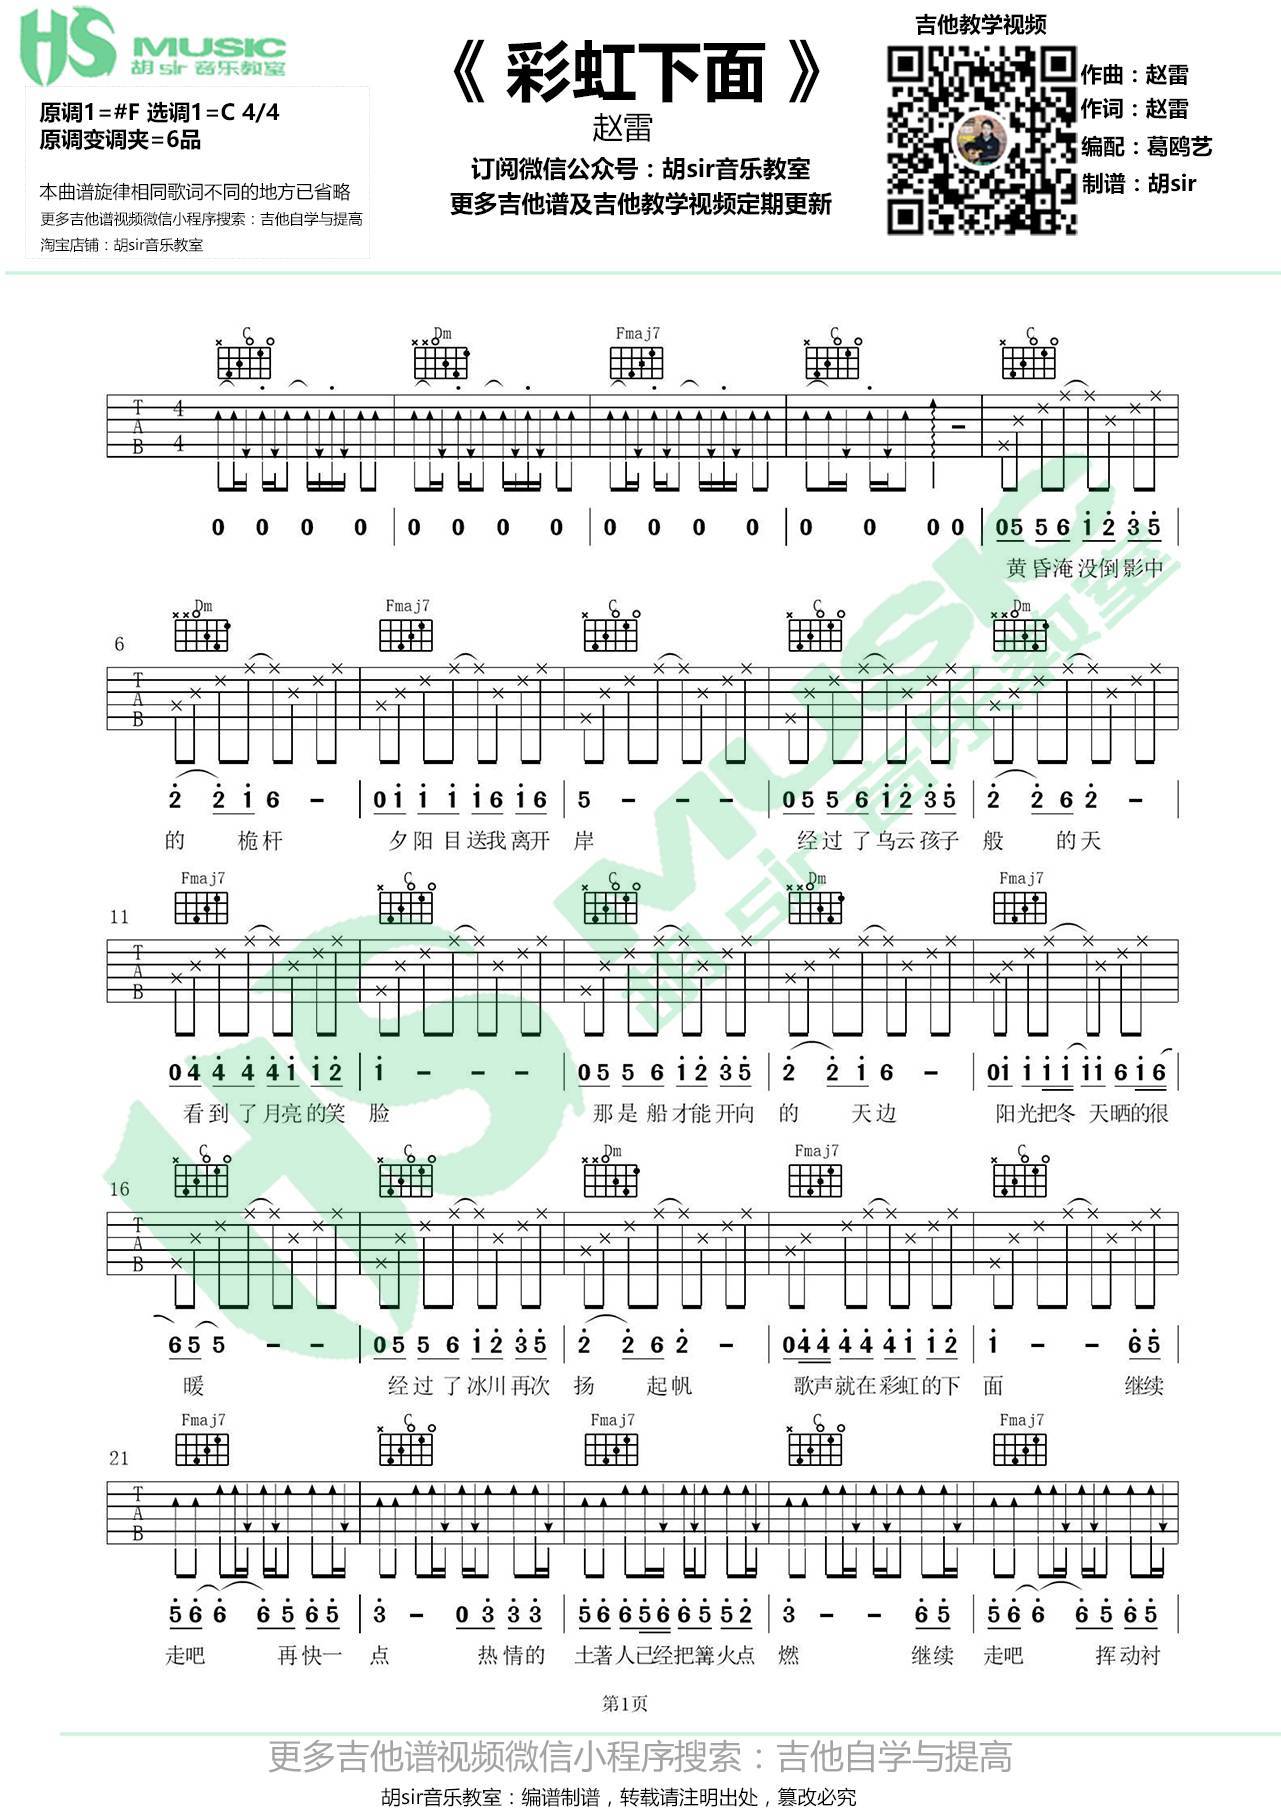 HS MUSIC
胡 sir 音乐教室
原调1=#F 选调1=C 4/4
原调变调夹=6品
本曲谱旋律相同歌词不同的地方已省略
更多吉他谱视频微信小程序搜索：吉他自学与提高
淘宝店铺：胡sir音乐教室
《 彩虹下面 》
赵雷
订阅微信公众号：胡sir音乐教室
更多吉他谱及吉他教学视频定期更新
吉他教学视频
作曲：赵雷
作词：赵雷
编配：葛鸥艺
制谱：胡sir
C Dm Fmaj7 C C
T A B 4 4
0 0 0 0 | 0 0 0 0 | 0 0 0 0 | 0 0 0 0 | 05 56 12 35
黄昏淹没倒影中
6
Dm Fmaj7 C C Dm
T A B
2 2 1 6 - | 01 1 1 16 16 | 5 - - - | 05 5 6 12 35 | 2 2 6 2 -
的 桅杆 夕阳目送我离开 岸 经过了乌云孩子 般 的天
11
Fmaj7 C C Dm Fmaj7
T A B
04 4 4 41 12 | 1 - - - | 05 5 6 12 35 | 2 2 1 6 - | 01 1 11 11 6 16
看到了月亮的笑 脸 那是船才能开向 的 天边 阳光把冬 天晒的很
16
C C Dm Fmaj7 C
T A B
65 5 - - | 05 5 6 12 35 | 2 2 6 2 - | 044 44 41 12 | 1 - - 65
暖 经过了冰川再次 扬 起帆 歌声就在彩虹的下 面 继续
21
Fmaj7 C Fmaj7 C Fmaj7
T A B
56 6 65 65 | 3 - 03 33 | 56 656 65 52 | 3 - - 65 | 56 6 65 65
走吧 再快一 点 热情的 土著人已经把篝火点 燃 继续 走吧 挥动衬
第1页
HS MUSIC
胡 sir 音乐教室
更多吉他谱视频微信小程序搜索：吉他自学与提高
胡sir音乐教室：编谱制谱，转载请注明出处，篡改必究